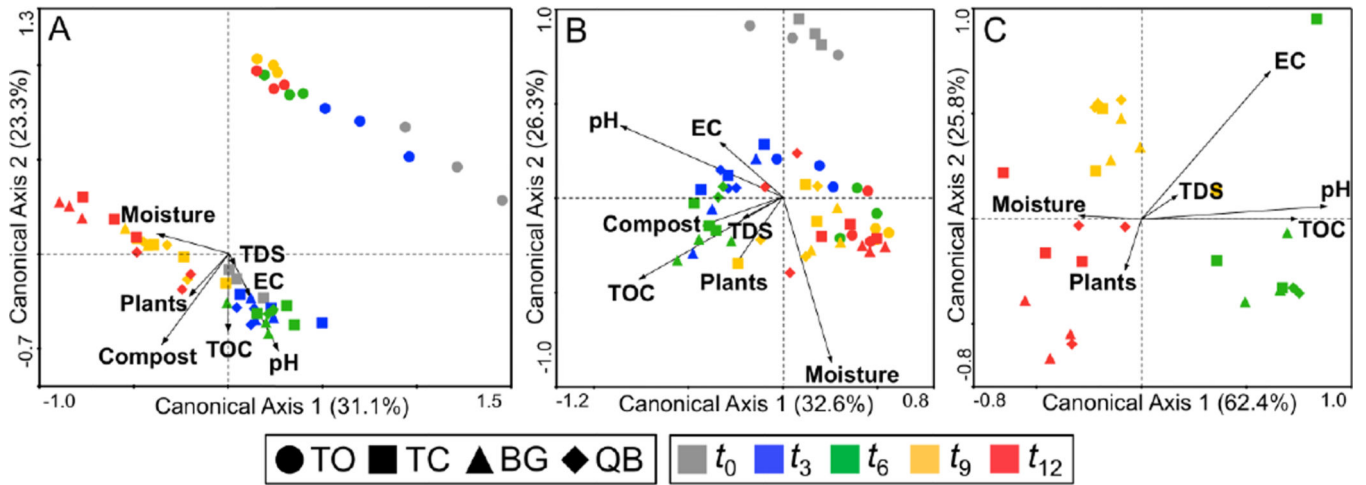 A
1.3
Canonical Axis 2 (23.3%)
-0.7
Moisture
TDS
EC
Plants
Compost
TOC
pH
-1.0
Canonical Axis 1 (31.1%)
1.5
B
1.0
Canonical Axis 2 (26.3%)
-1.0
pH
EC
Compost
TDS
TOC
Plants
Moisture
-1.2
Canonical Axis 1 (32.6%)
0.8
C
1.0
Canonical Axis 2 (25.8%)
-0.8
EC
TDS
pH
Moisture
TOC
Plants
-0.8
Canonical Axis 1 (62.4%)
1.0
TO TC BG QB
t0 t3 t6 t9 t12